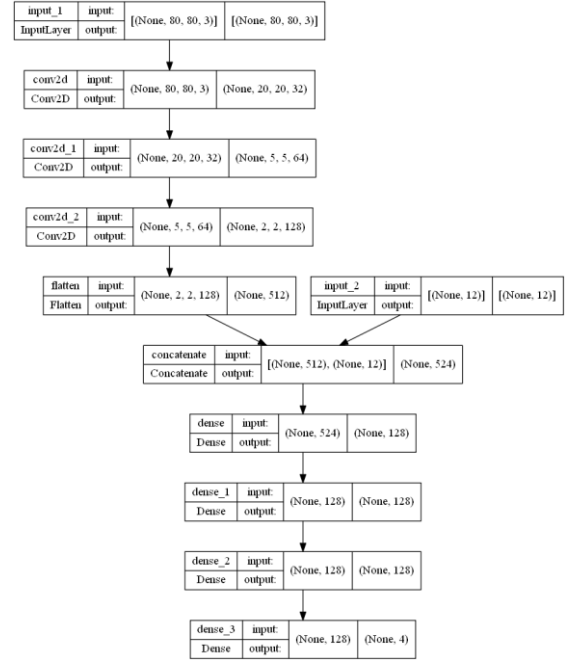 input_1 input: [(None, 80, 80, 3)] [(None, 80, 80, 3)]
InputLayer output:
conv2d input: (None, 80, 80, 3) (None, 20, 20, 32)
Conv2D output:
conv2d_1 input: (None, 20, 20, 32) (None, 5, 5, 64)
Conv2D output:
conv2d_2 input: (None, 5, 5, 64) (None, 2, 2, 128)
Conv2D output:
flatten input: (None, 2, 2, 128) (None, 512)
Flatten output:
input_2 input: [(None, 12)] [(None, 12)]
InputLayer output:
concatenate input: [(None, 512), (None, 12)] (None, 524)
Concatenate output:
dense input: (None, 524) (None, 128)
Dense output:
dense_1 input: (None, 128) (None, 128)
Dense output:
dense_2 input: (None, 128) (None, 128)
Dense output:
dense_3 input: (None, 128) (None, 4)
Dense output: